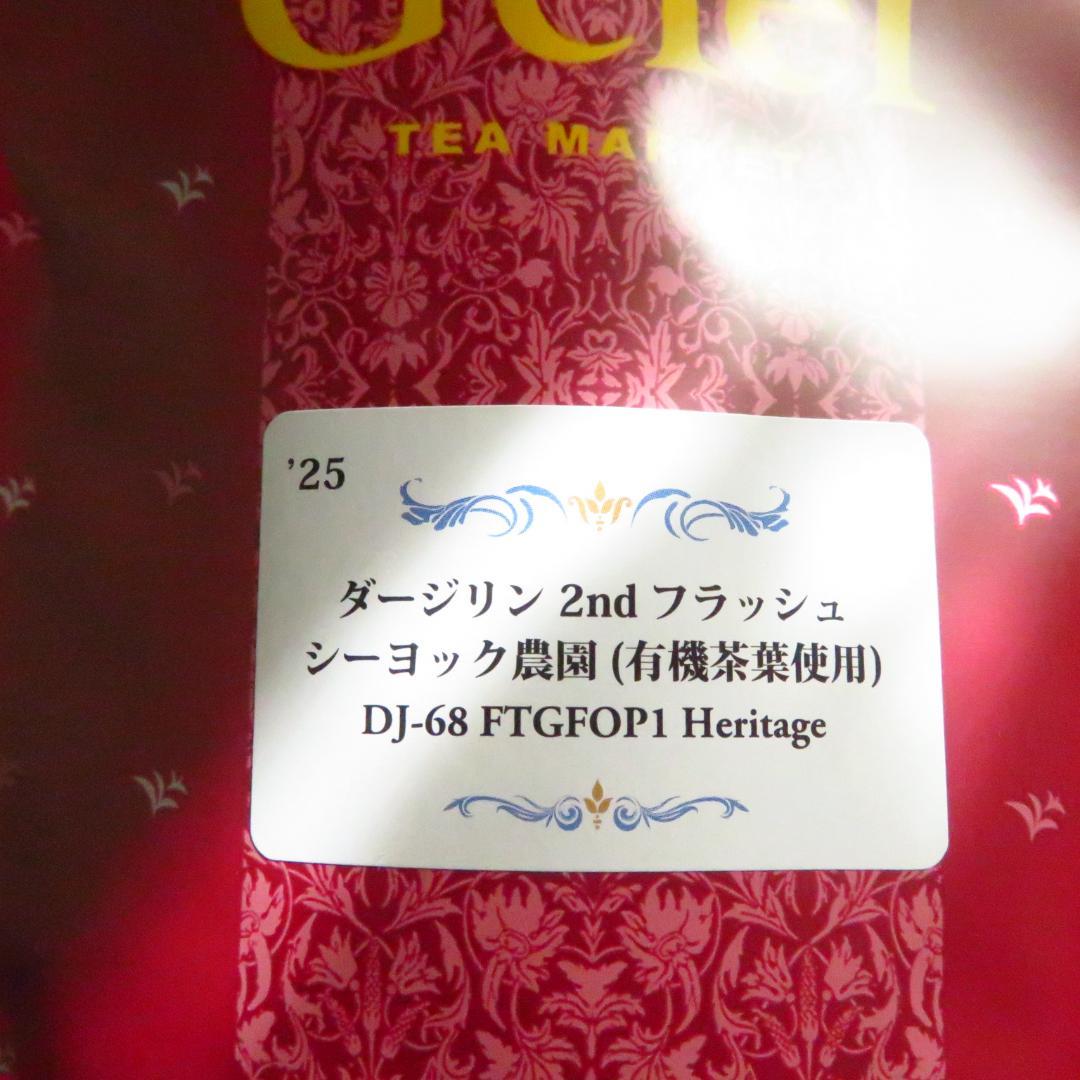 TEA MARKET
’25
ダージリン 2nd フラッシュ
シーヨック農園 (有機茶葉使用)
DJ-68 FTGFOP1 Heritage